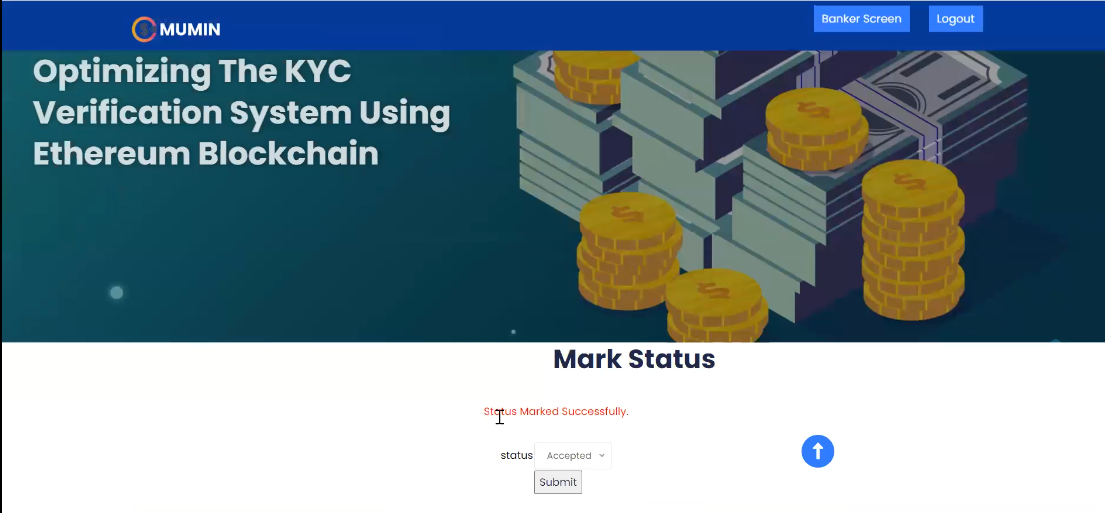 MUMIN
Banker Screen
Logout
Optimizing The KYC
Verification System Using
Ethereum Blockchain
Mark Status
Status Marked Successfully.
status
Accepted
Submit